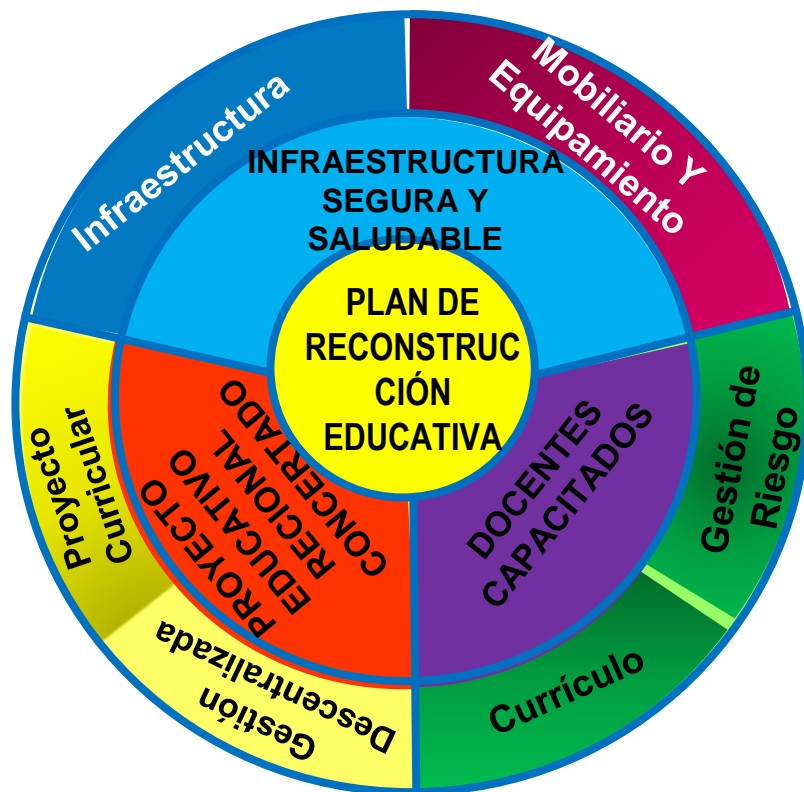 Infraestructura
Mobiliario Y
Equipamiento
INFRAESTRUCTURA
SEGURA Y
SALUDABLE
PLAN DE
RECONSTRUC
CIÓN
EDUCATIVA
PROYECTO
EDUCATIVO
RECIONAL
CONCERTADO
DOCENTES
CAPACITADOS
Gestión de
Riesgo
Currículo
Gestión
Descentralizada
Proyecto
Curricular